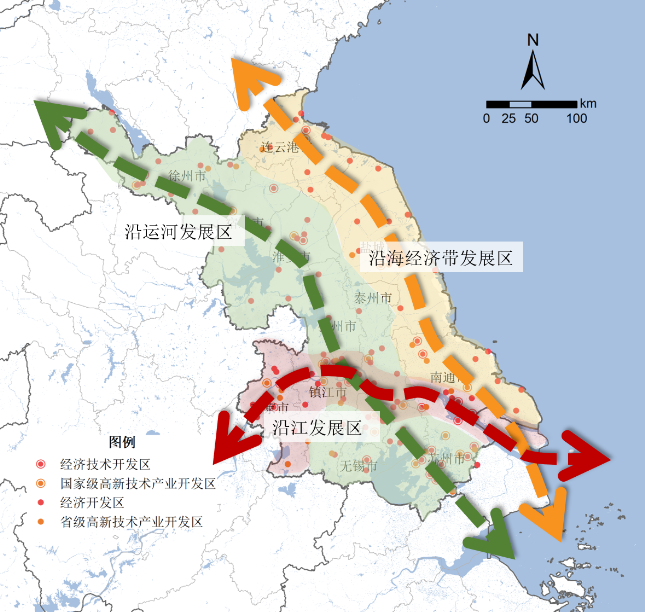 N
km
0 25 50 100
连云港
徐州市
沿运河发展区
沿海经济带发展区
泰州市
州市
南通
镇江市
沿江发展区
无锡市
苏州市
图例
经济技术开发区
国家级高新技术产业开发区
经济开发区
省级高新技术产业开发区